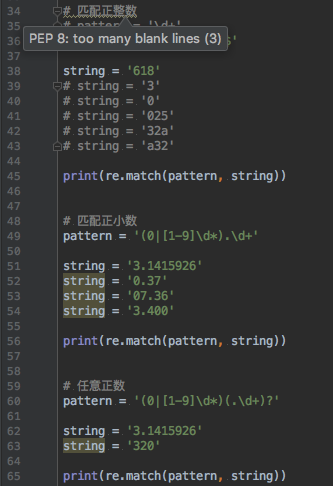 34 # 匹配正整数
35 # pattern = '\d+'
PEP 8: too many blank lines (3)
36
37
38 string = '618'
39 # string = '3'
40 # string = '0'
41 # string = '025'
42 # string = '32a'
43 # string = 'a32'
44
45 print(re.match(pattern, string))
46
47
48 # 匹配正小数
49 pattern = '(0|[1-9]\d*).\d+'
50
51 string = '3.1415926'
52 string = '0.37'
53 string = '07.36'
54 string = '3.400'
55
56 print(re.match(pattern, string))
57
58
59 # 任意正数
60 pattern = '(0|[1-9]\d*)(.\d+)?'
61
62 string = '3.1415926'
63 string = '320'
64
65 print(re.match(pattern, string))